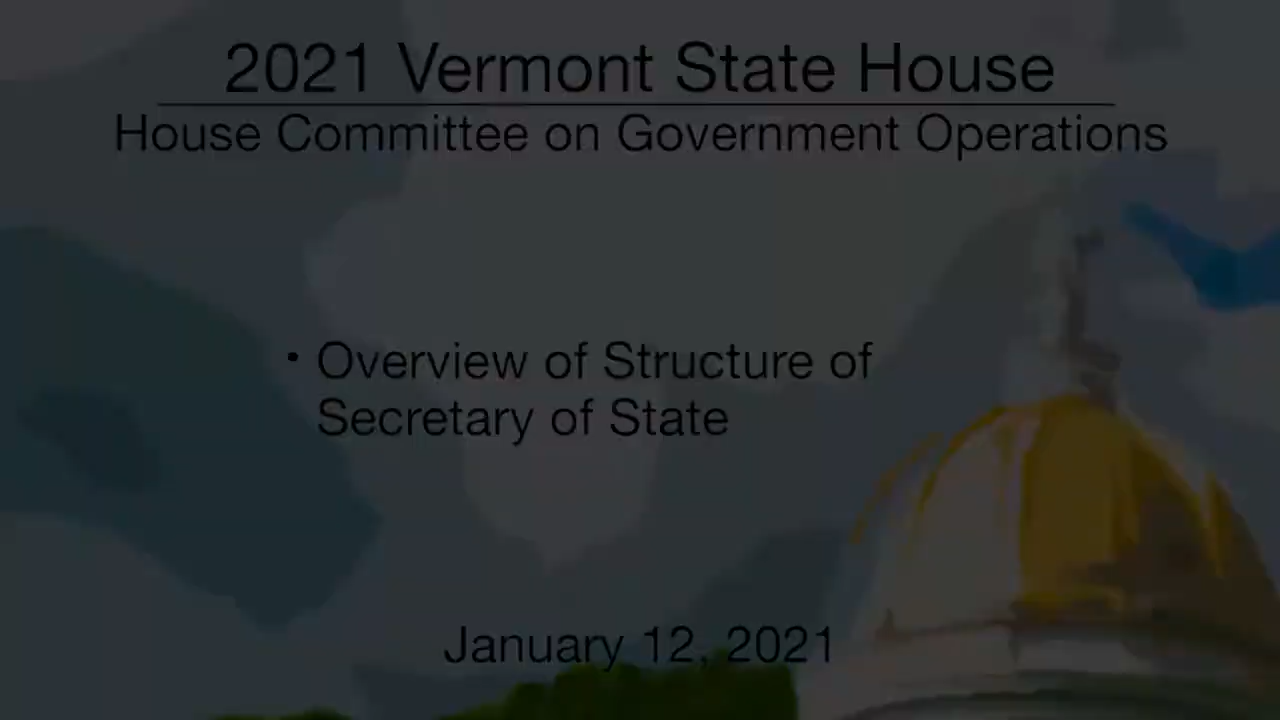 2021 Vermont State House
House Committee on Government Operations
• Overview of Structure of
Secretary of State
January 12, 2021